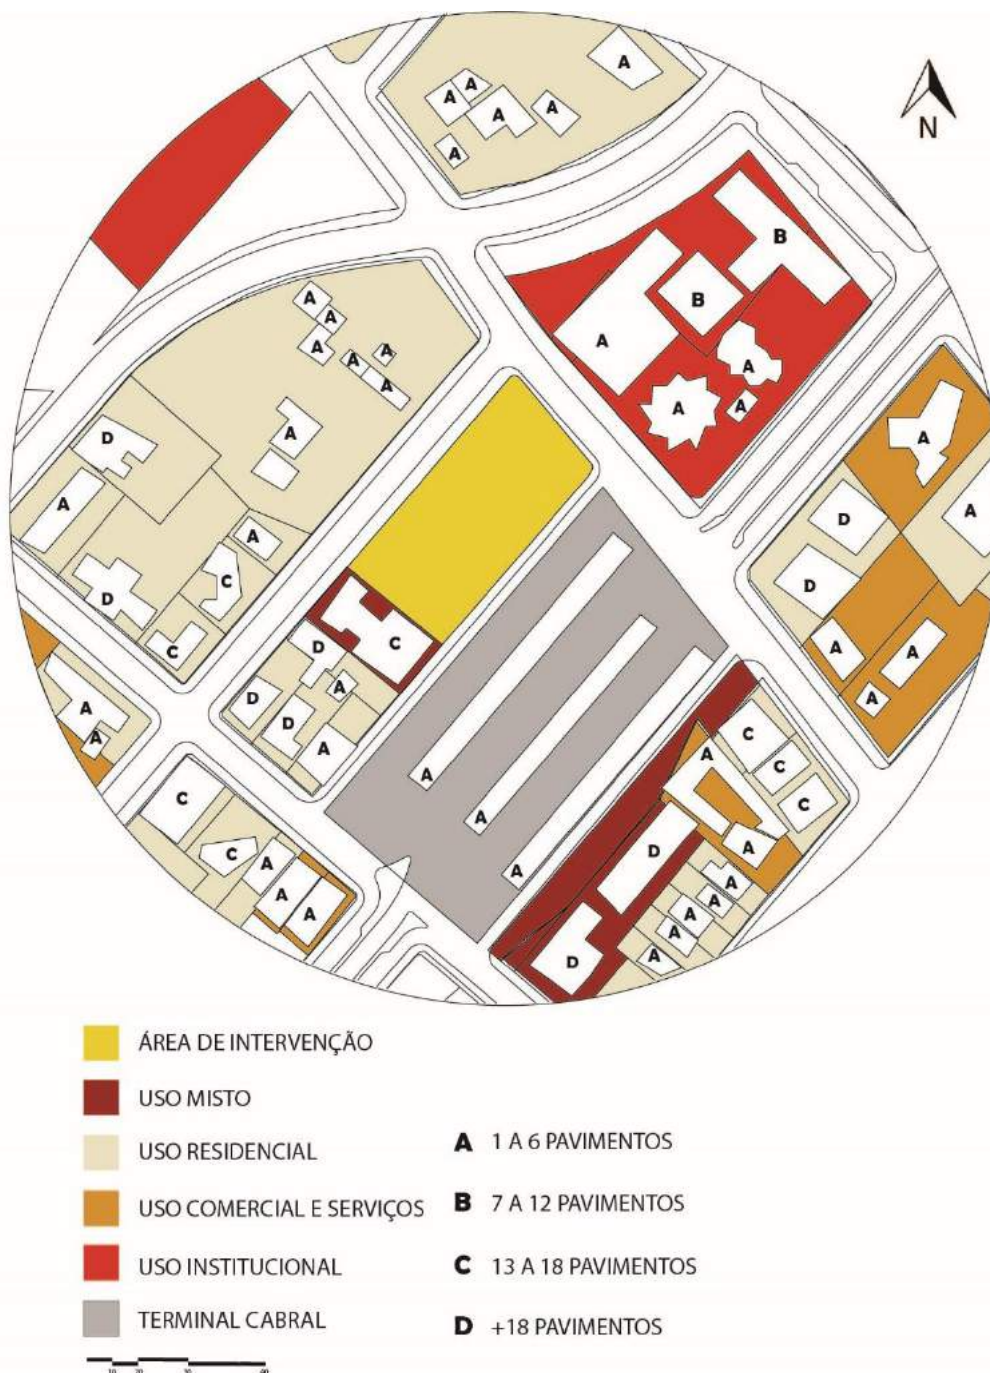 A
A
A
A
A
A
N
B
A
B
A
A
A
A
A
A
A
A
A
A
D
A
A
A
D
A
D
C
D
C
D
A
C
A
A
D
A
A
D
C
A
A
A
C
A
C
C
A
A
D
C
A
A
A
A
A
A
A
A
A
D
ÁREA DE INTERVENÇÃO
USO MISTO
USO RESIDENCIAL
USO COMERCIAL E SERVIÇOS
USO INSTITUCIONAL
TERMINAL CABRAL
A 1 A 6 PAVIMENTOS
B 7 A 12 PAVIMENTOS
C 13 A 18 PAVIMENTOS
D +18 PAVIMENTOS